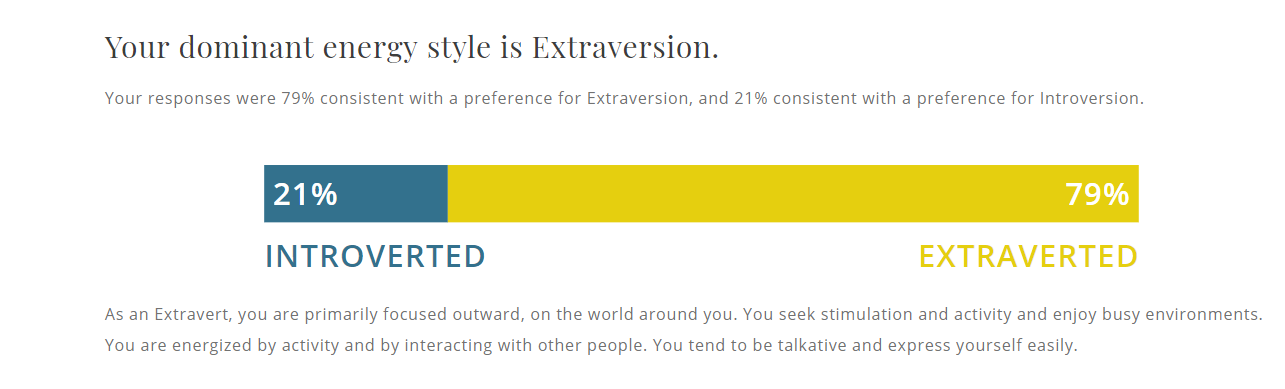 Your dominant energy style is Extraversion.
Your responses were 79% consistent with a preference for Extraversion, and 21% consistent with a preference for Introversion.
21% 79%
INTROVERTED EXTRAVERTED
As an Extravert, you are primarily focused outward, on the world around you. You seek stimulation and activity and enjoy busy environments.
You are energized by activity and by interacting with other people. You tend to be talkative and express yourself easily.